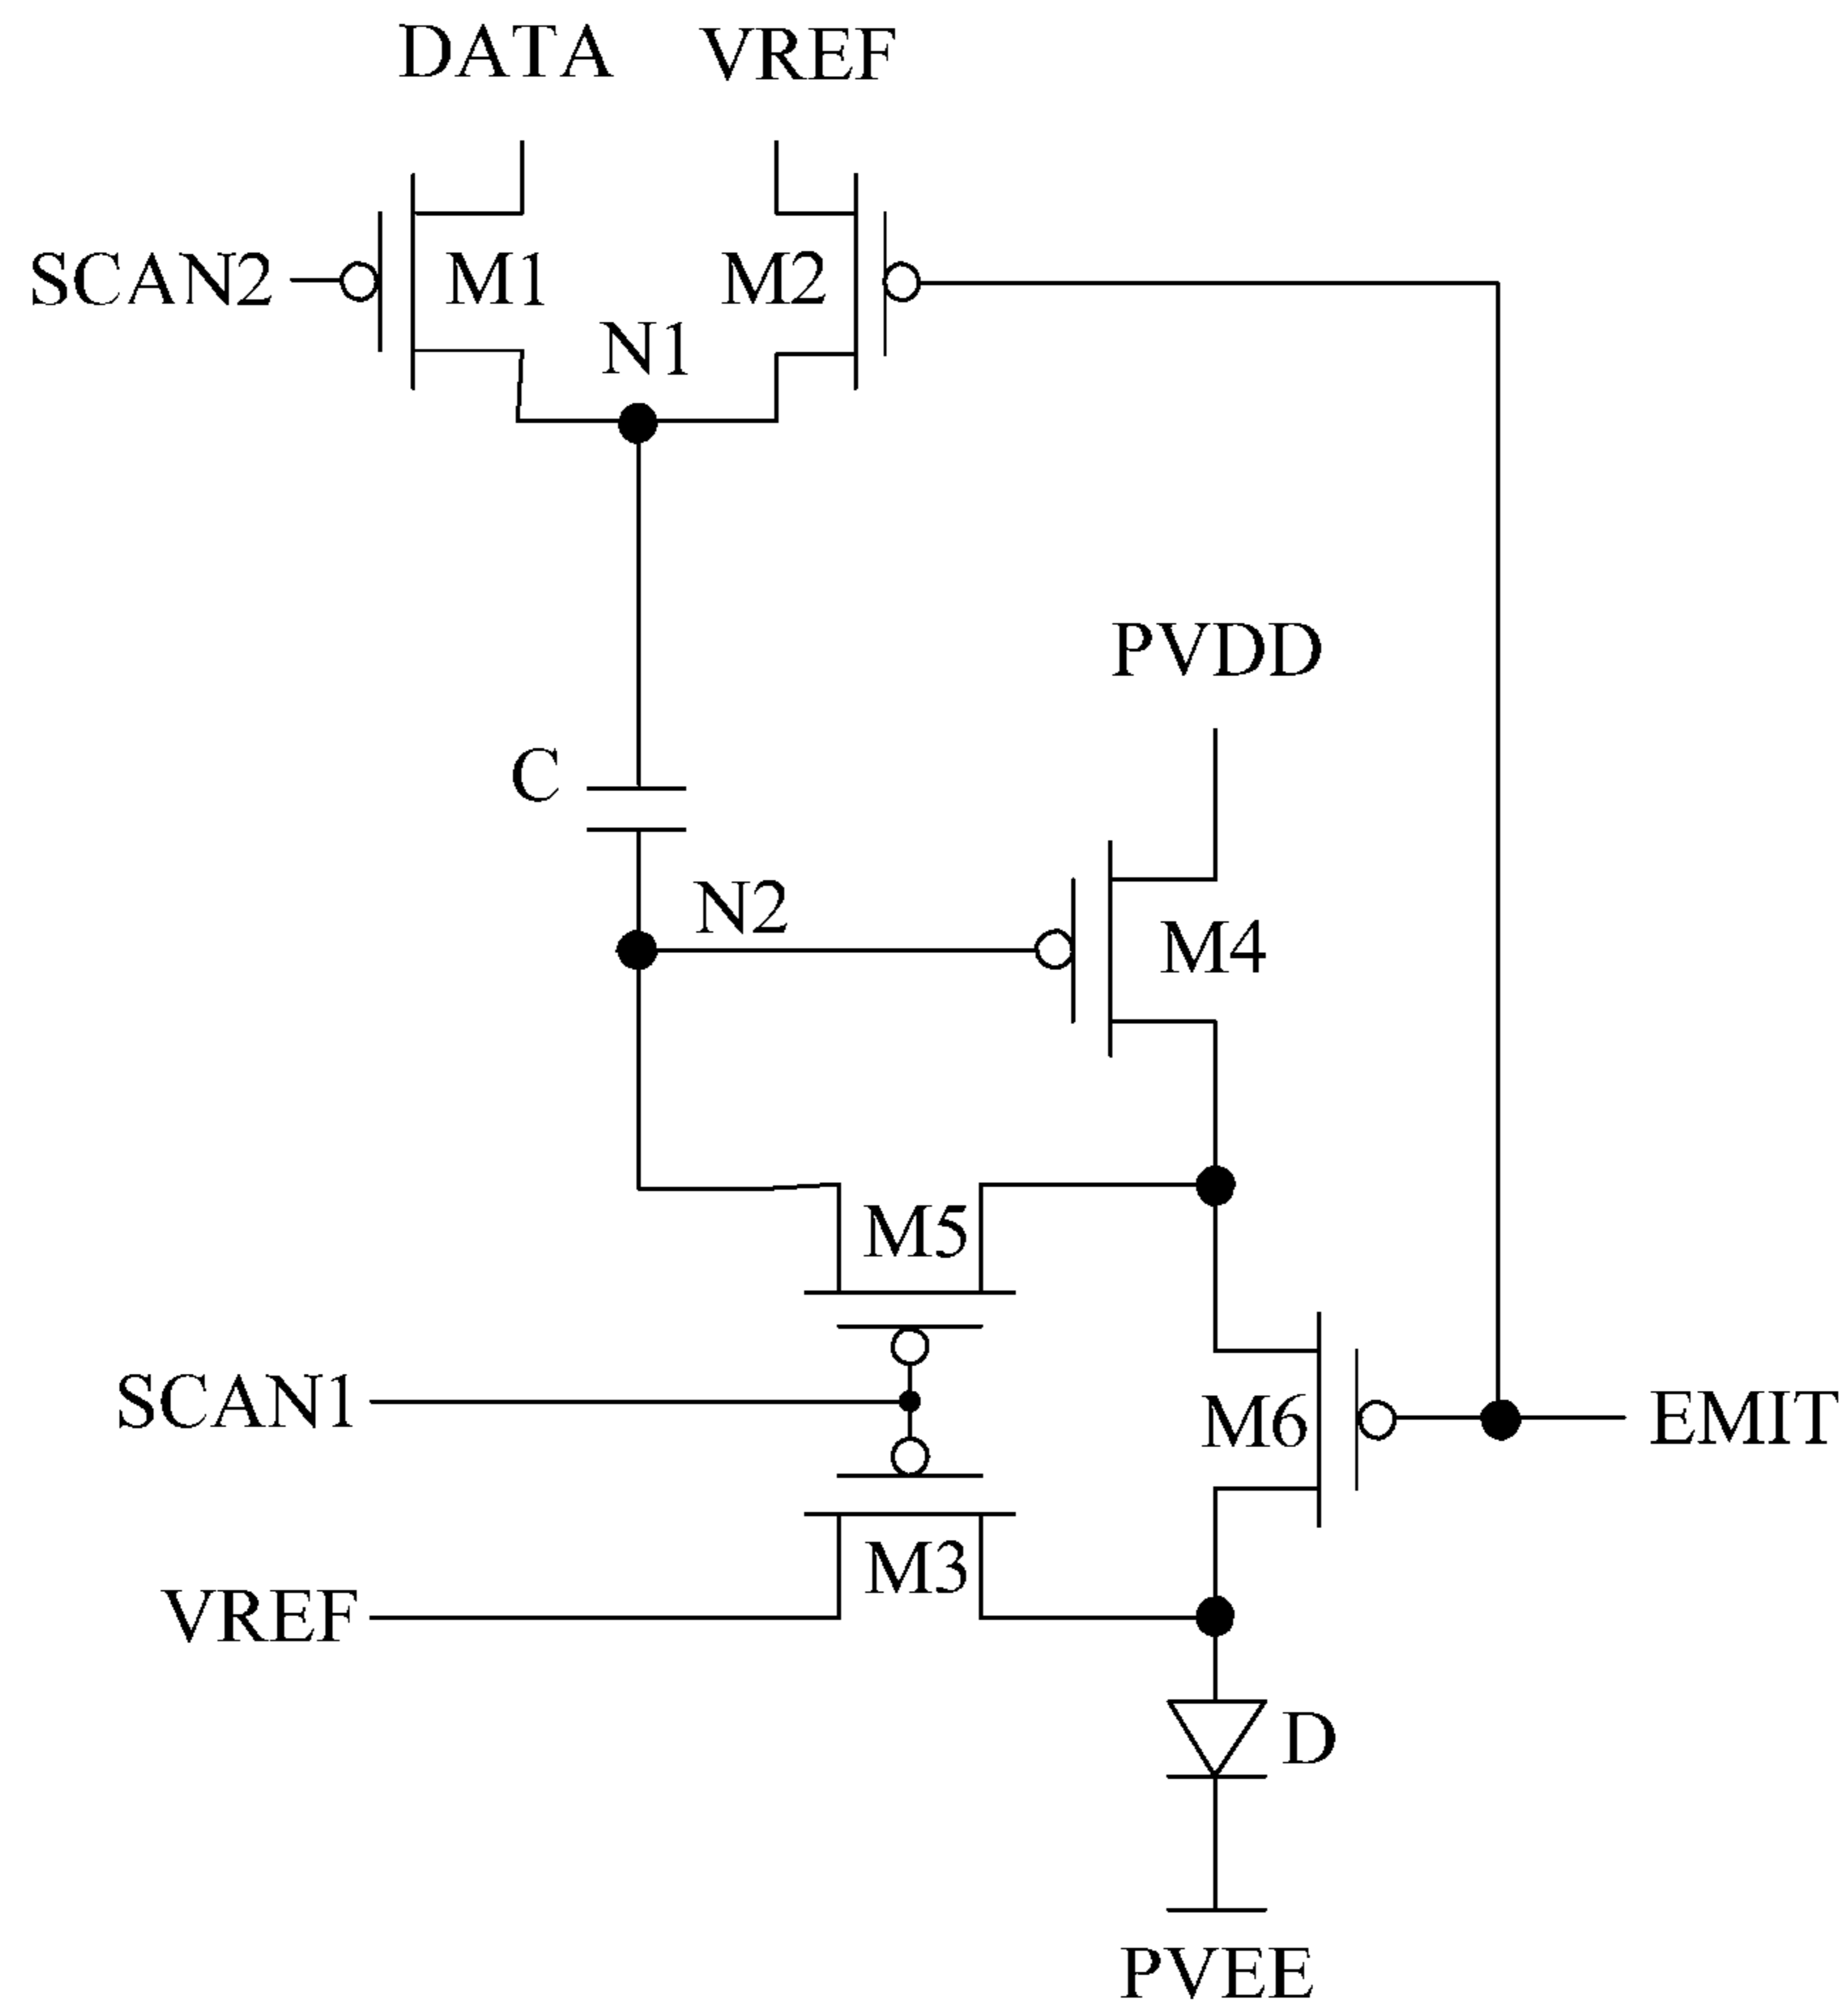 DATA VREF
SCAN2 M1 M2
N1
PVDD
C
N2
M4
M5
SCAN1 M6 EMIT
M3
VREF
D
PVEE